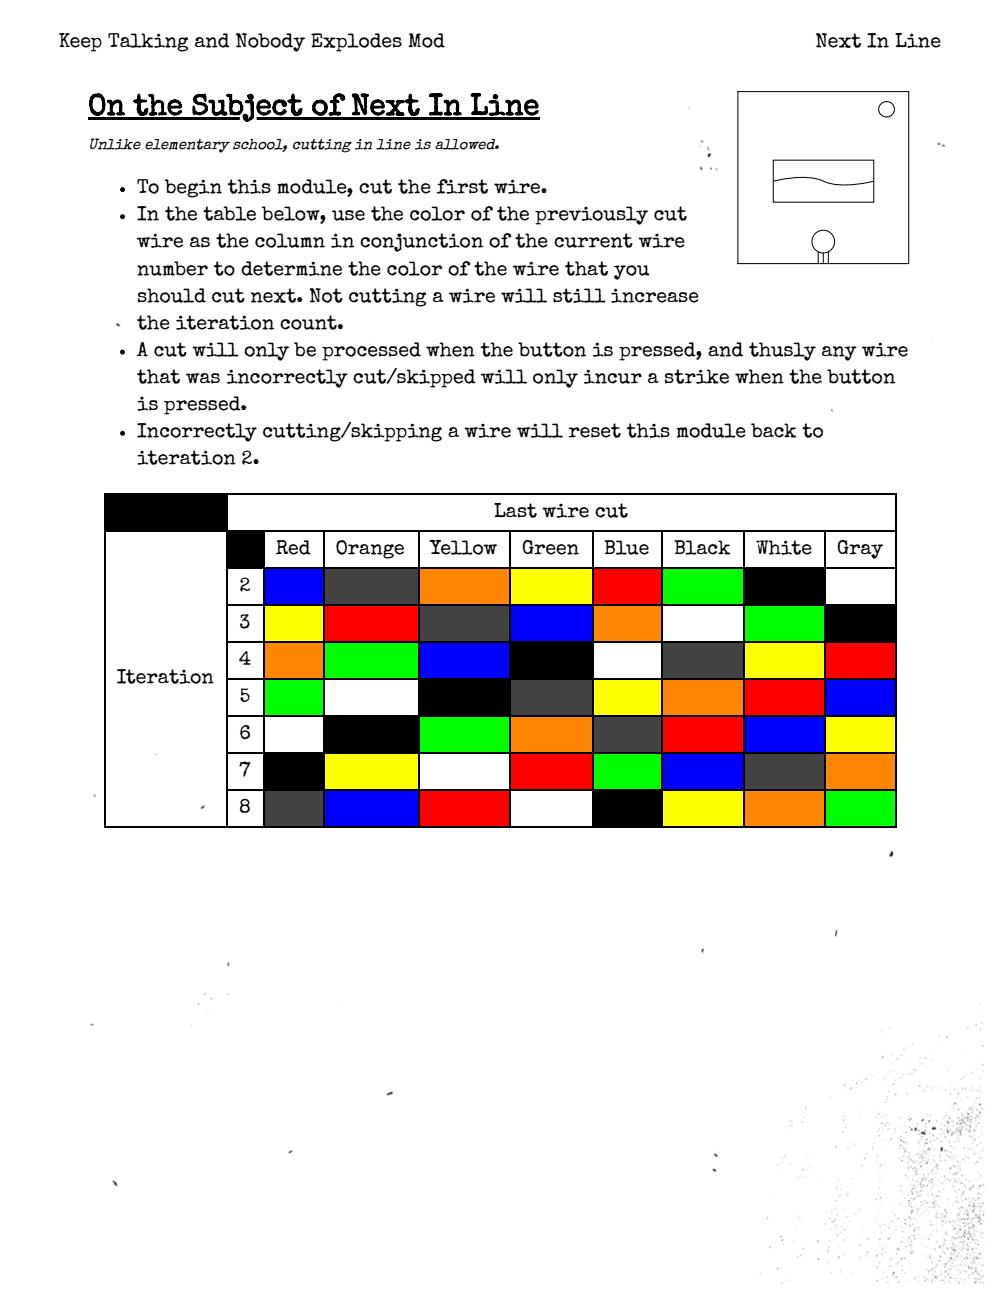 Keep Talking and Nobody Explodes Mod
Next In Line
On the Subject of Next In Line
Unlike elementary school, cutting in line is allowed.
• To begin this module, cut the first wire.
• In the table below, use the color of the previously cut
wire as the column in conjunction of the current wire
number to determine the color of the wire that you
should cut next. Not cutting a wire will still increase
the iteration count.
• A cut will only be processed when the button is pressed, and thusly any wire
that was incorrectly cut/skipped will only incur a strike when the button
is pressed.
• Incorrectly cutting/skipping a wire will reset this module back to
iteration 2.
Last wire cut
Red Orange Yellow Green Blue Black White Gray
Iteration
2
3
4
5
6
7
8